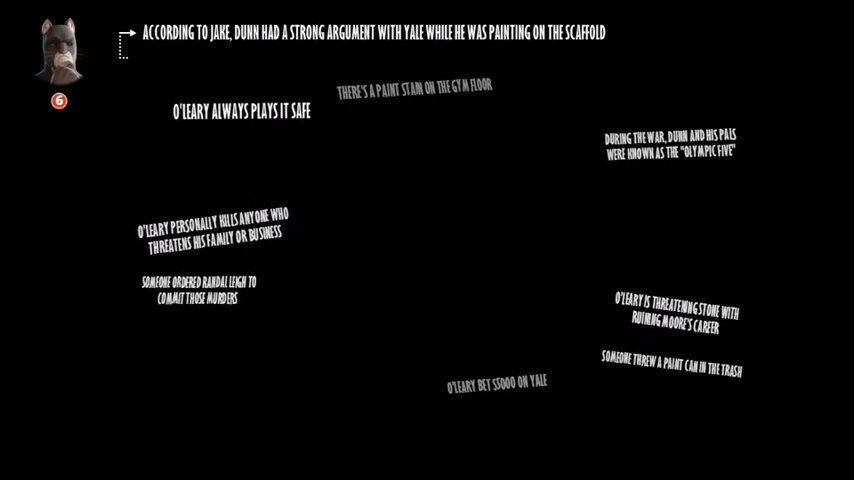 ACCORDING TO JAKE, DUNN HAD A STRONG ARGUMENT WITH YALE WHILE HE WAS PAINTING ON THE SCAFFOLD
6
THERE'S A PAINT STAIN ON THE GYM FLOOR
O'LEARY ALWAYS PLAYS IT SAFE
DURING THE WAR, DUNN AND HIS PALS
WERE KNOWN AS THE "OLYMPIC FIVE"
O'LEARY PERSONALLY KILLS ANYONE WHO
THREATENS HIS FAMILY OR BUSINESS
SOMEONE ORDERED RANDAL LEIGH TO
COMMIT THOSE MURDERS
O'LEARY IS THREATENING STONE WITH
RUINING MOORE'S CAREER
SOMEONE THREW A PAINT CAN IN THE TRASH
O'LEARY BET $5000 ON YALE